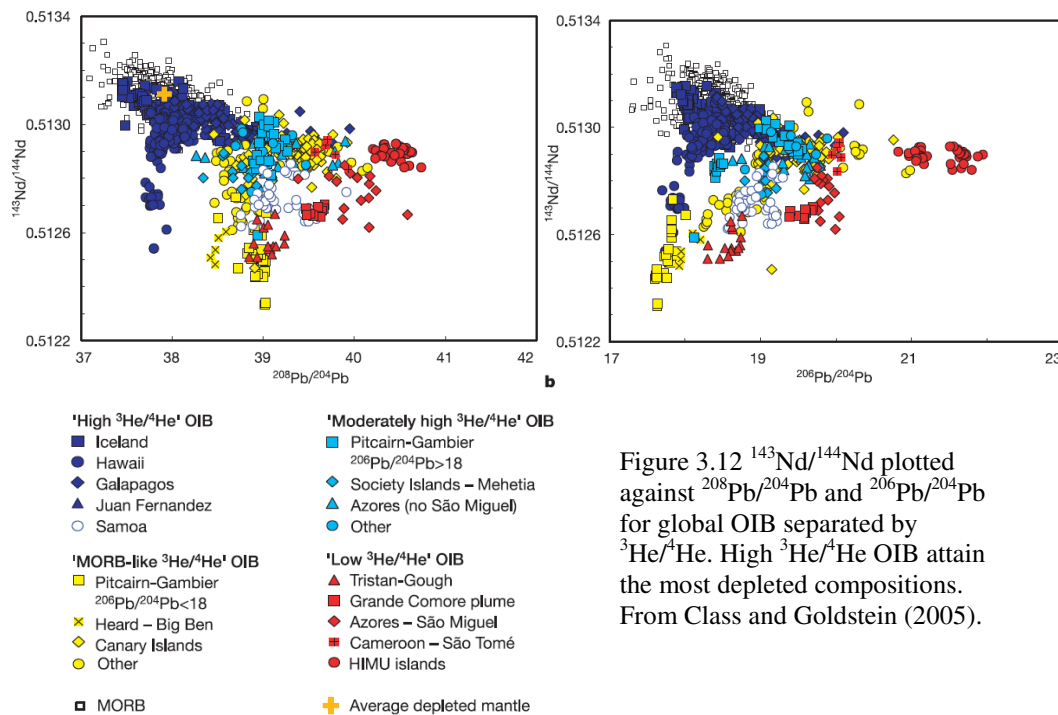 0.5134
0.5130
0.5126
0.5122
¹⁴³Nd/¹⁴⁴Nd
37 38 39 40 41 42
²⁰⁸Pb/²⁰⁴Pb
0.5134
0.5130
0.5126
0.5122
¹⁴³Nd/¹⁴⁴Nd
17 19 21 23
²⁰⁶Pb/²⁰⁴Pb
b
'High ³He/⁴He' OIB
Iceland
Hawaii
Galapagos
Juan Fernandez
Samoa
'Moderately high ³He/⁴He' OIB
Pitcairn-Gambier
²⁰⁶Pb/²⁰⁴Pb>18
Society Islands – Mehetia
Azores (no São Miguel)
Other
'MORB-like ³He/⁴He' OIB
Pitcairn-Gambier
²⁰⁶Pb/²⁰⁴Pb<18
Heard – Big Ben
Canary Islands
Other
'Low ³He/⁴He' OIB
Tristan-Gough
Grande Comore plume
Azores – São Miguel
Cameroon – São Tomé
HIMU islands
MORB
Average depleted mantle
Figure 3.12 ¹⁴³Nd/¹⁴⁴Nd plotted
against ²⁰⁸Pb/²⁰⁴Pb and ²⁰⁶Pb/²⁰⁴Pb
for global OIB separated by
³He/⁴He. High ³He/⁴He OIB attain
the most depleted compositions.
From Class and Goldstein (2005).